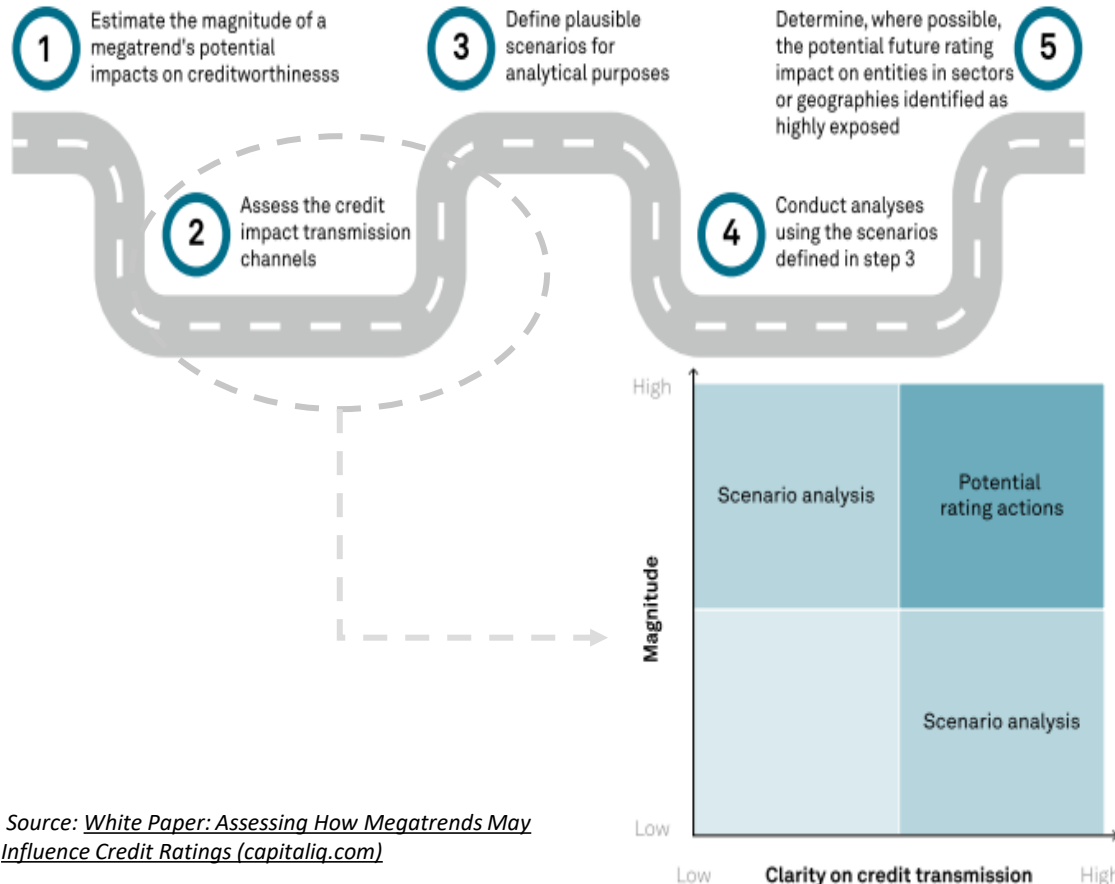 1
Estimate the magnitude of a
megatrend's potential
impacts on creditworthinesss
2
Assess the credit
impact transmission
channels
3
Define plausible
scenarios for
analytical purposes
4
Conduct analyses
using the scenarios
defined in step 3
Determine, where possible,
the potential future rating
impact on entities in sectors
or geographies identified as
highly exposed
5
High
Scenario analysis
Potential
rating actions
Magnitude
Scenario analysis
Low
Low
Clarity on credit transmission
High
Source: White Paper: Assessing How Megatrends May
Influence Credit Ratings (capitaliq.com)